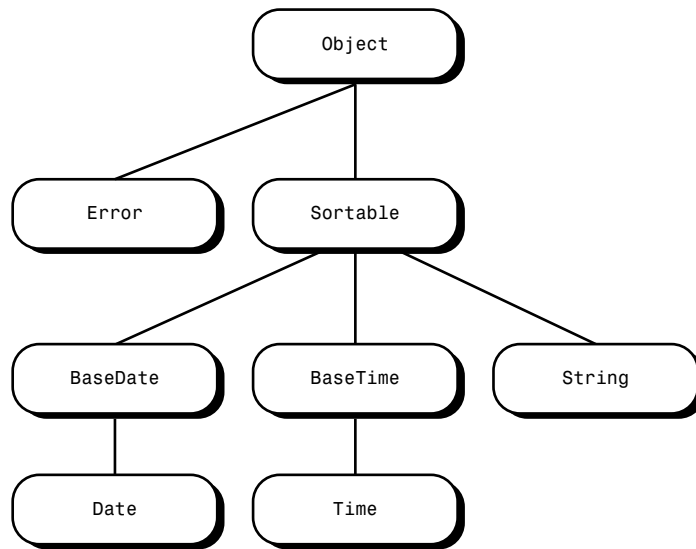 Object
Error
Sortable
BaseDate
BaseTime
String
Date
Time